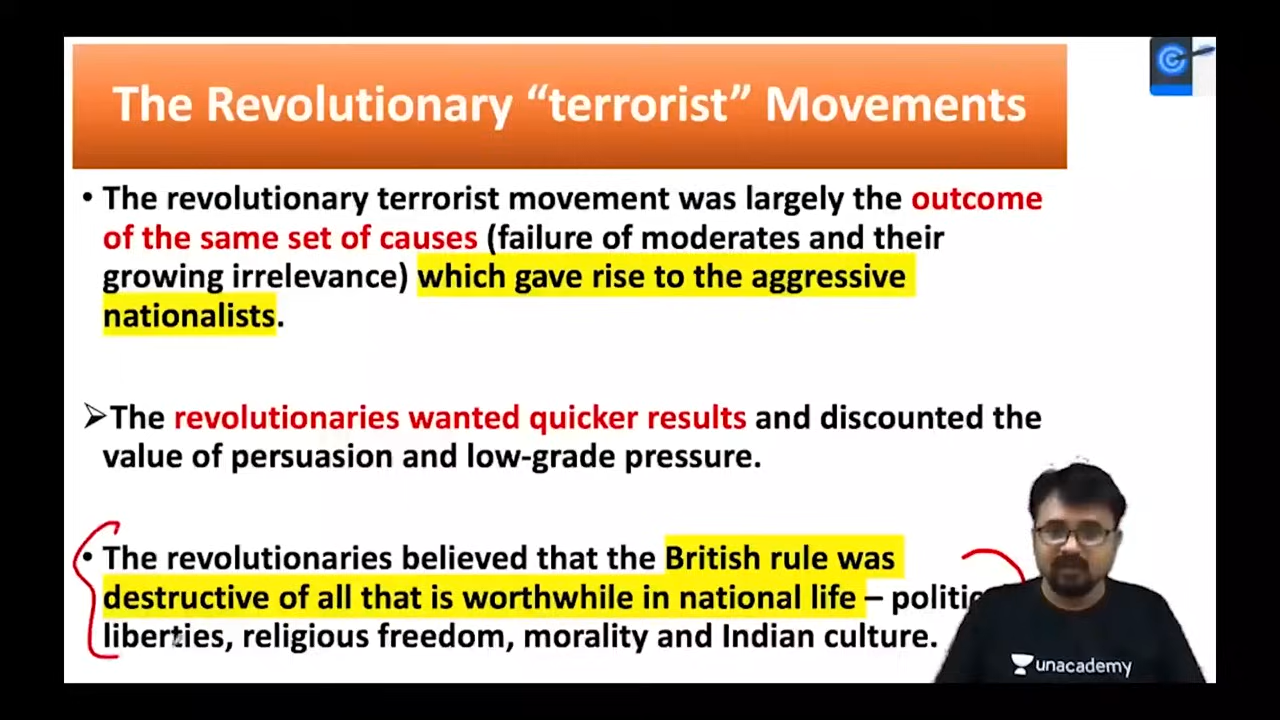 The Revolutionary “terrorist” Movements
• The revolutionary terrorist movement was largely the outcome
of the same set of causes (failure of moderates and their
growing irrelevance) which gave rise to the aggressive
nationalists.
➢The revolutionaries wanted quicker results and discounted the
value of persuasion and low-grade pressure.
• The revolutionaries believed that the British rule was
destructive of all that is worthwhile in national life –
liberties, religious freedom, morality and Indian culture.
unacademy